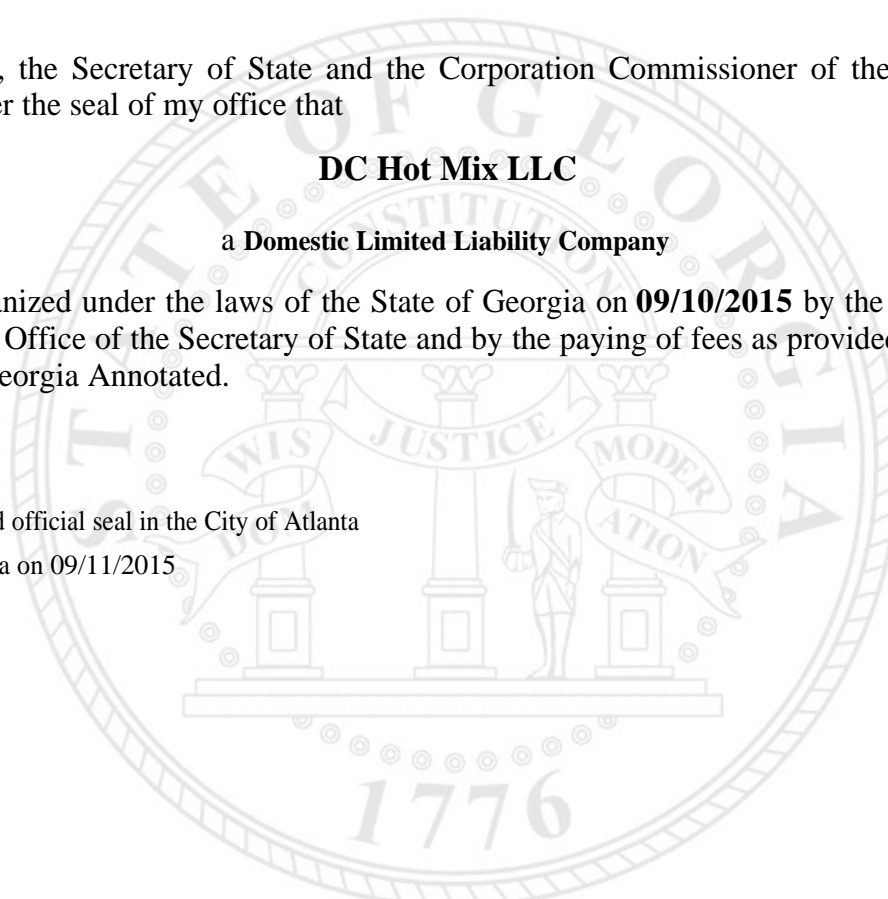 , the Secretary of State and the Corporation Commissioner of the
er the seal of my office that
DC Hot Mix LLC
a Domestic Limited Liability Company
anized under the laws of the State of Georgia on 09/10/2015 by the
Office of the Secretary of State and by the paying of fees as provided
eorgia Annotated.
d official seal in the City of Atlanta
a on 09/11/2015
STATE OF GEORGIA
CONSTITUTION
WISDOM
JUSTICE
MODERATION
1776